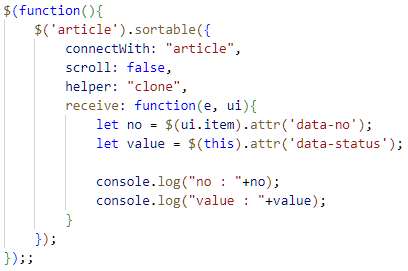 $(function(){
    $('article').sortable({
        connectWith: "article",
        scroll: false,
        helper: "clone",
        receive: function(e, ui){
            let no = $(ui.item).attr('data-no');
            let value = $(this).attr('data-status');

            console.log("no : "+no);
            console.log("value : "+value);
        }
    });
});;